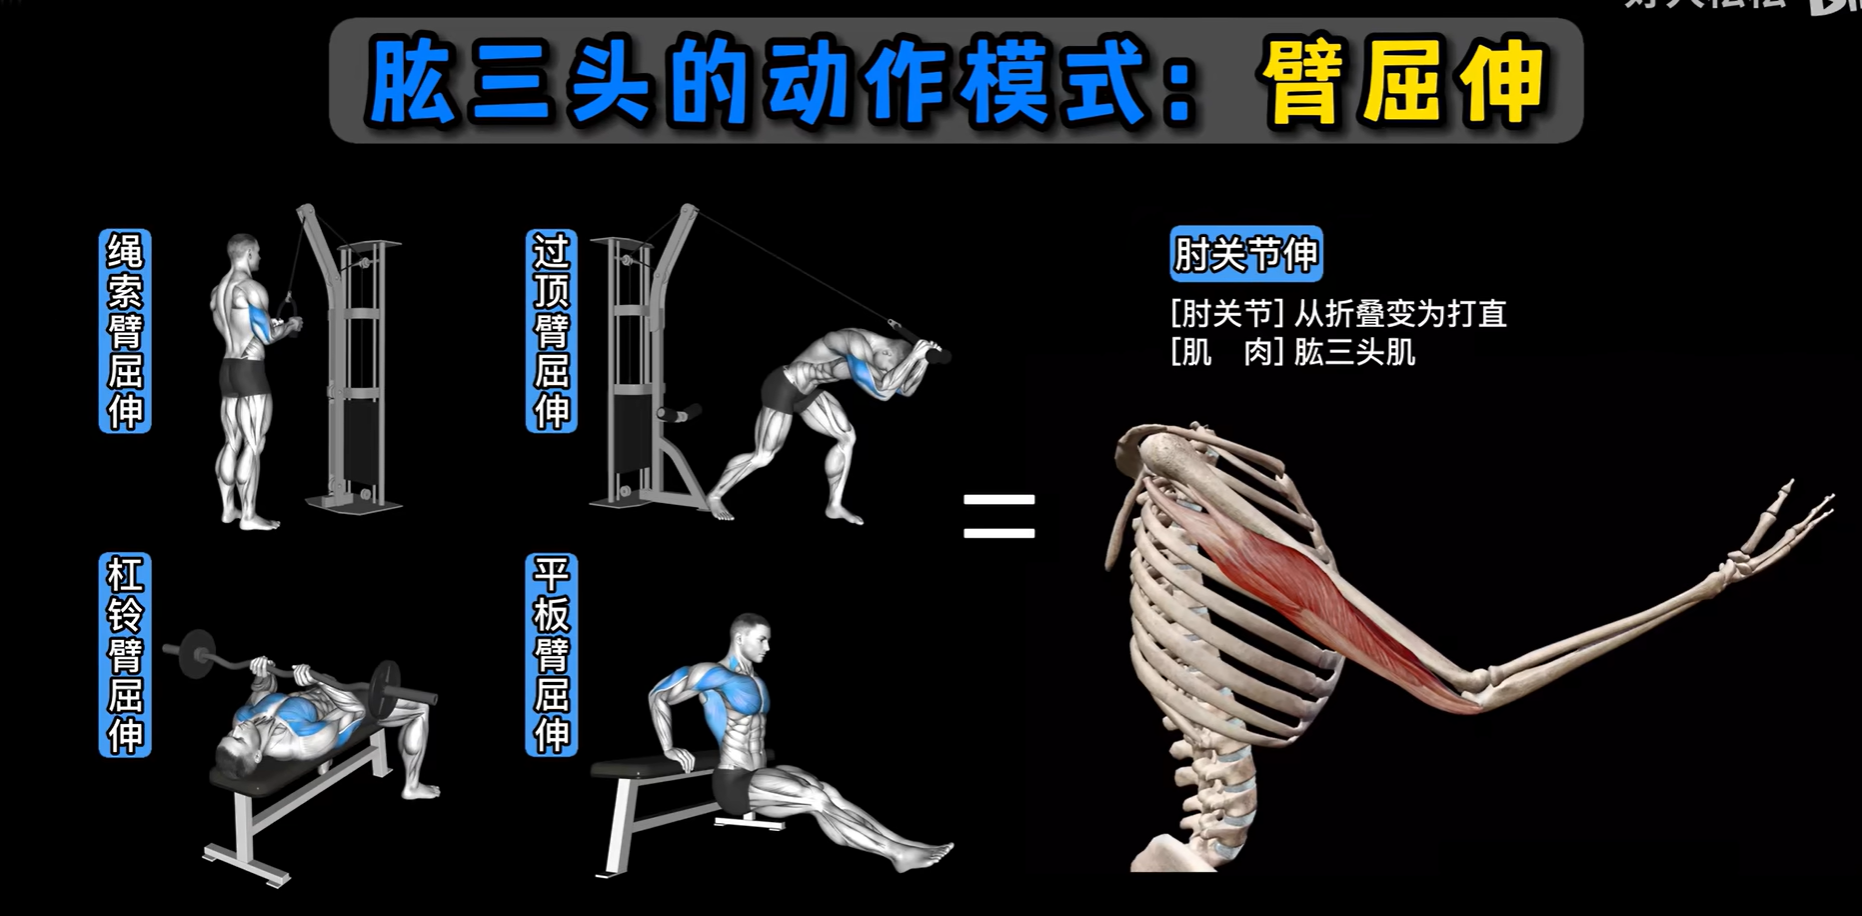 肱三头的动作模式：臂屈伸
绳索臂屈伸
过顶臂屈伸
肘关节伸
[肘关节] 从折叠变为打直
[肌　肉] 肱三头肌
杠铃臂屈伸
平板臂屈伸